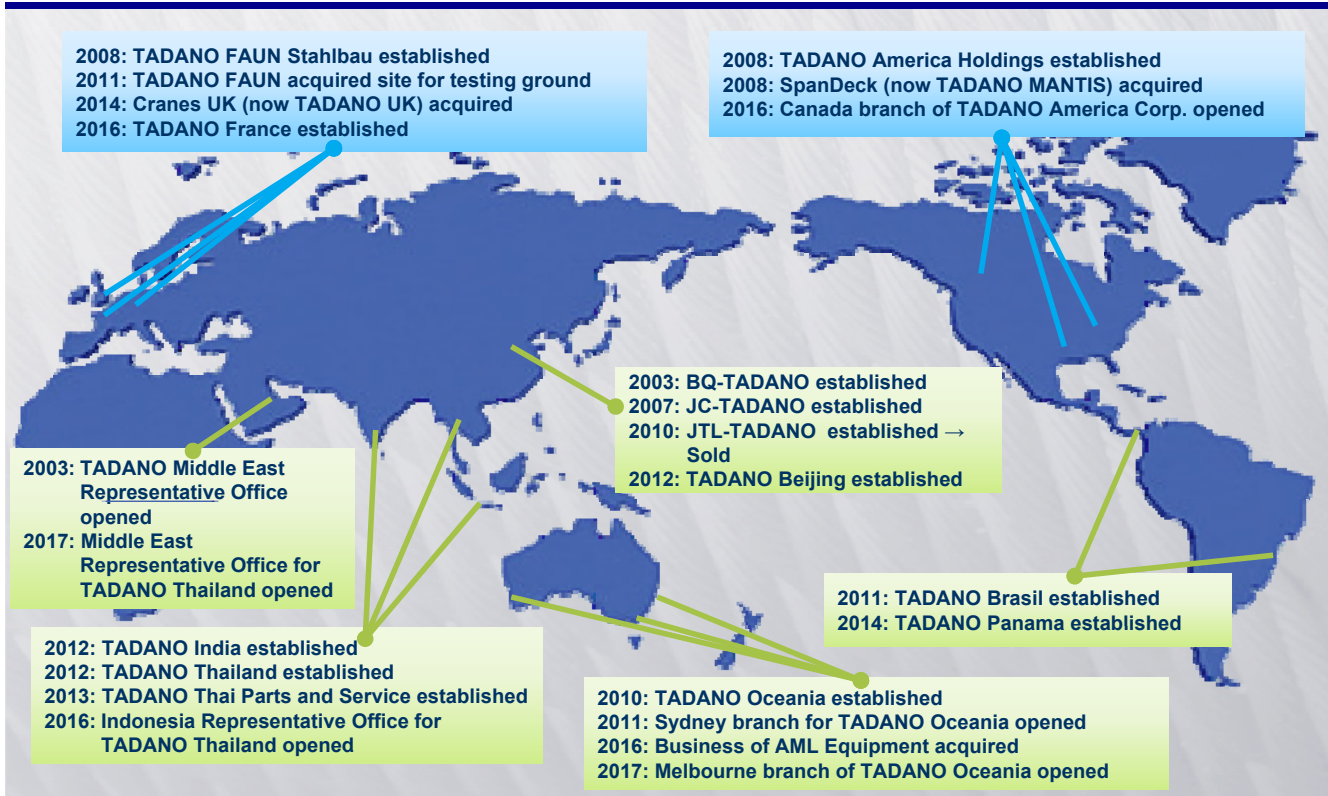 2008: TADANO FAUN Stahlbau established
2011: TADANO FAUN acquired site for testing ground
2014: Cranes UK (now TADANO UK) acquired
2016: TADANO France established
2008: TADANO America Holdings established
2008: SpanDeck (now TADANO MANTIS) acquired
2016: Canada branch of TADANO America Corp. opened
2003: BQ-TADANO established
2007: JC-TADANO established
2010: JTL-TADANO established →
Sold
2012: TADANO Beijing established
2003: TADANO Middle East
Representative Office
opened
2017: Middle East
Representative Office for
TADANO Thailand opened
2011: TADANO Brasil established
2014: TADANO Panama established
2012: TADANO India established
2012: TADANO Thailand established
2013: TADANO Thai Parts and Service established
2016: Indonesia Representative Office for
TADANO Thailand opened
2010: TADANO Oceania established
2011: Sydney branch for TADANO Oceania opened
2016: Business of AML Equipment acquired
2017: Melbourne branch of TADANO Oceania opened